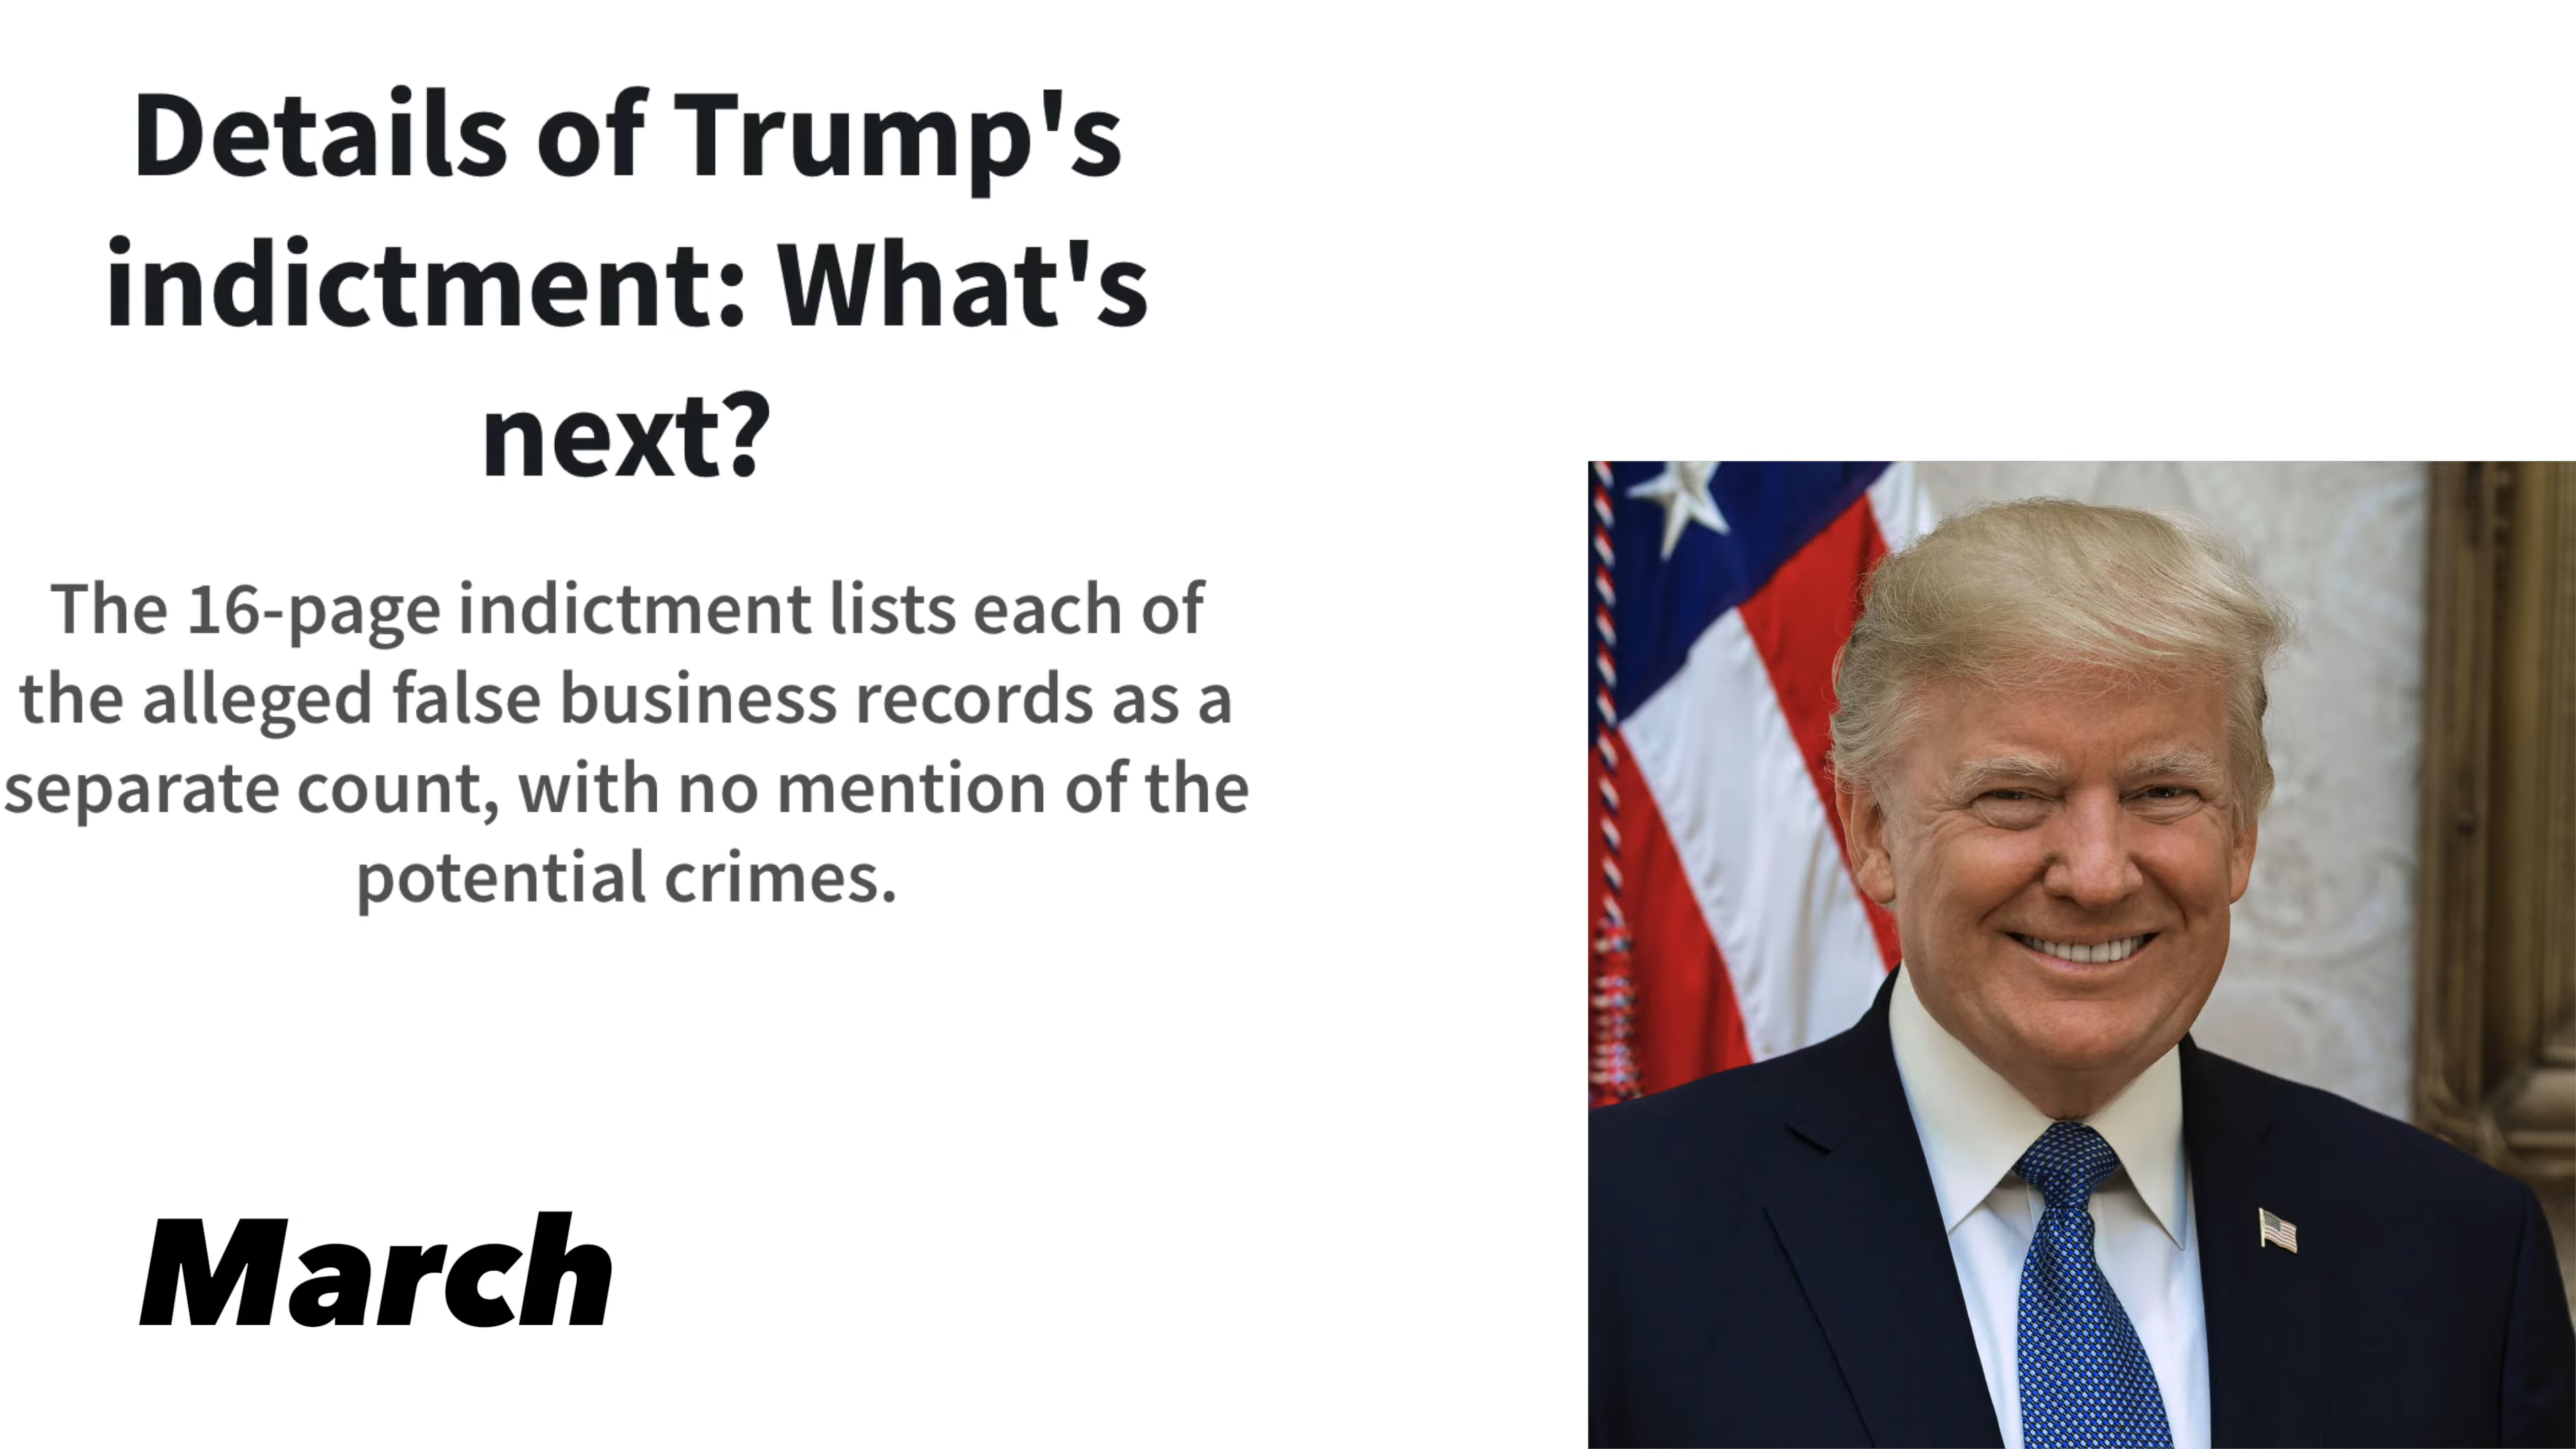 Details of Trump's
indictment: What's
next?
The 16-page indictment lists each of
the alleged false business records as a
separate count, with no mention of the
potential crimes.
March